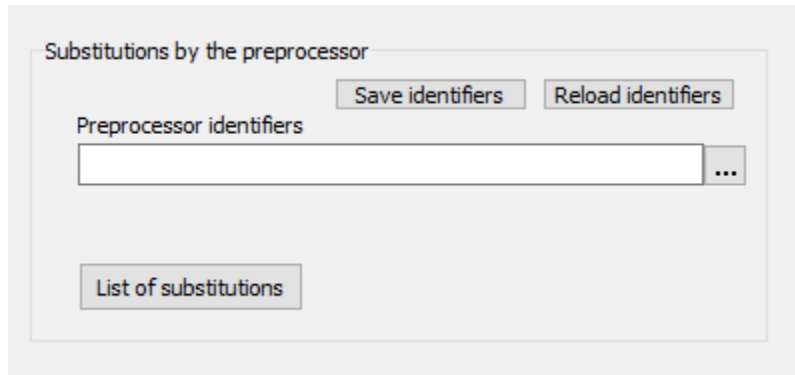 Substitutions by the preprocessor
Save identifiers Reload identifiers
Preprocessor identifiers
...
List of substitutions